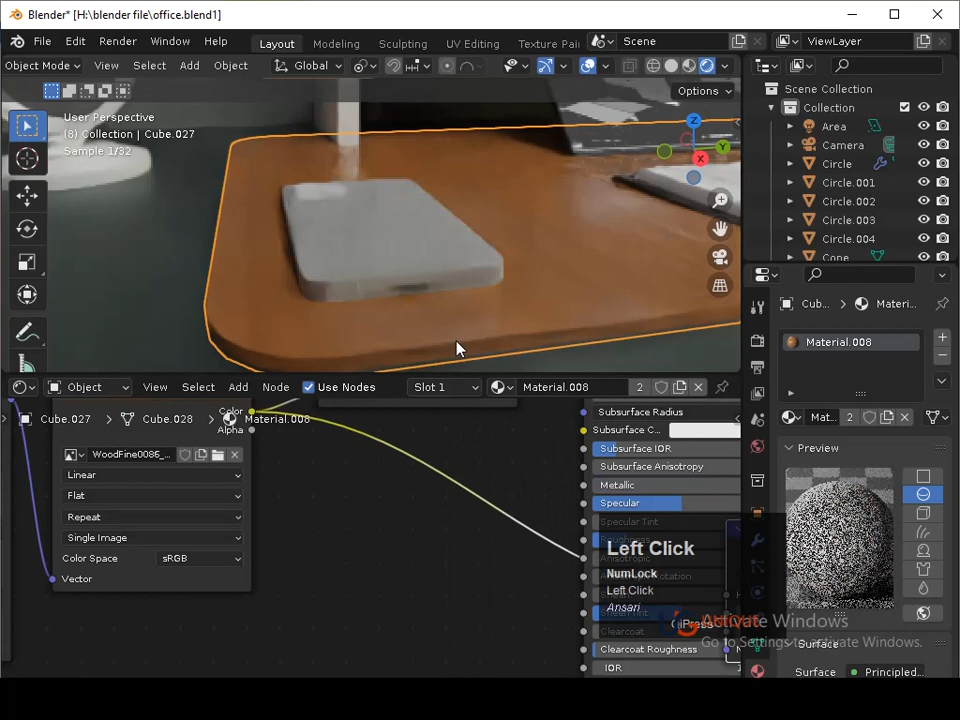 Blender* [H:\blender file\office.blend1]
File Edit Render Window Help Layout Modeling Sculpting UV Editing Texture Pai Scene ViewLayer
Object Mode View Select Add Object Global
Options
User Perspective
(8) Collection | Cube.027
Sample 1/32
Z
Y
X
Scene Collection
Collection
Area
Camera
Circle
Circle.001
Circle.002
Circle.003
Circle.004
Cone
Cub... Materi...
Material.008
Mat... 2
Preview
Surface
Surface Principled...
Object View Select Add Node Use Nodes Slot 1 Material.008 2
Cube.027 Cube.028 Material.008
Color
Alpha
WoodFine0086_...
Linear
Flat
Repeat
Single Image
Color Space sRGB
Vector
Subsurface Radius
Subsurface C...
Subsurface IOR
Subsurface Anisotropy
Metallic
Specular
Specular Tint
Roughness
Anisotropic
Sheen Tint
Clearcoat
Clearcoat Roughness
IOR
Left Click
NumLock
Left Click
Ansari
Activate Windows
Go to Settings to activate Windows.